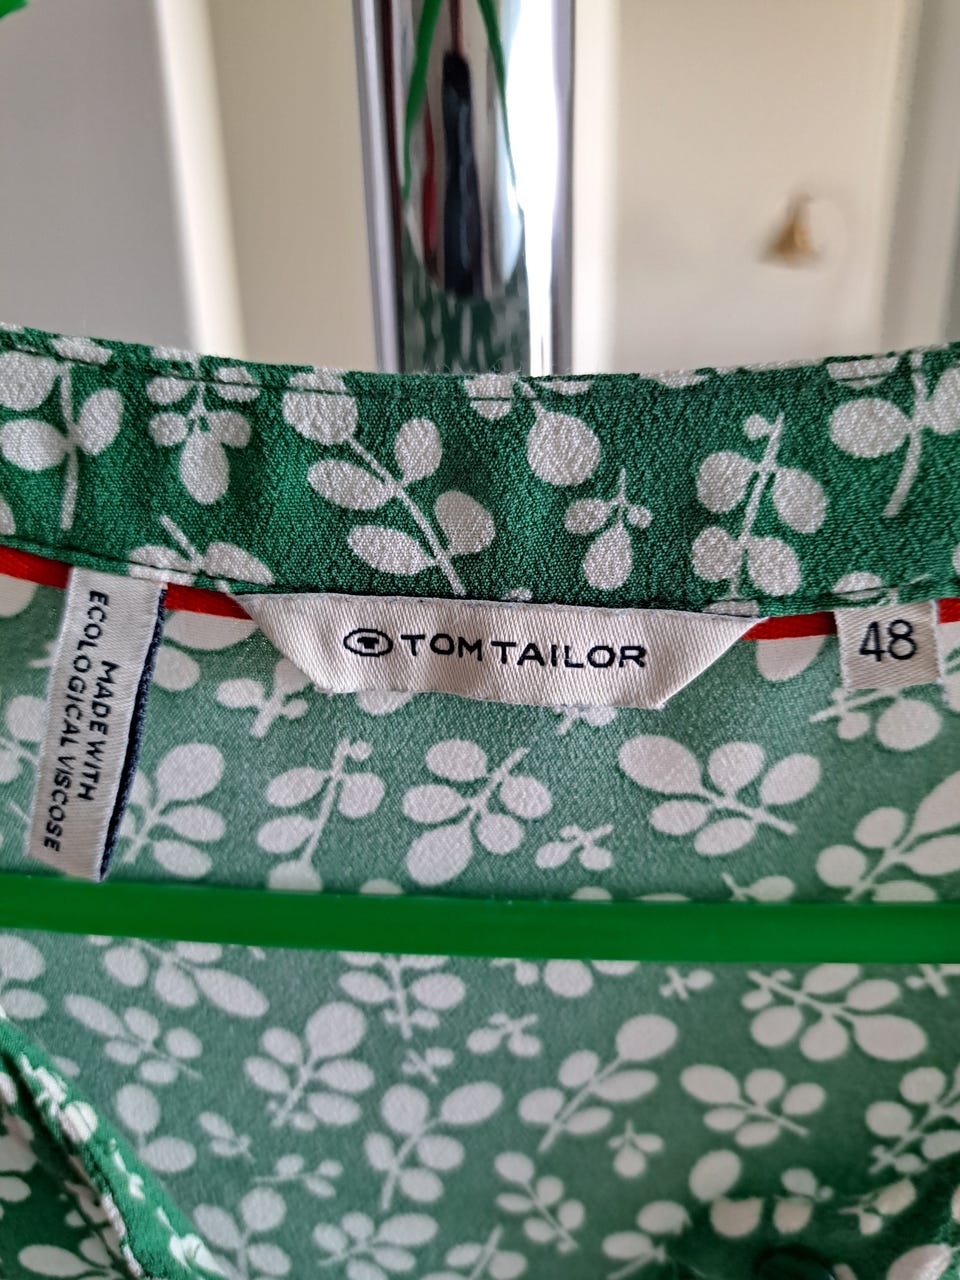 MADE WITH
ECOLOGICAL VISCOSE
TOM TAILOR
48